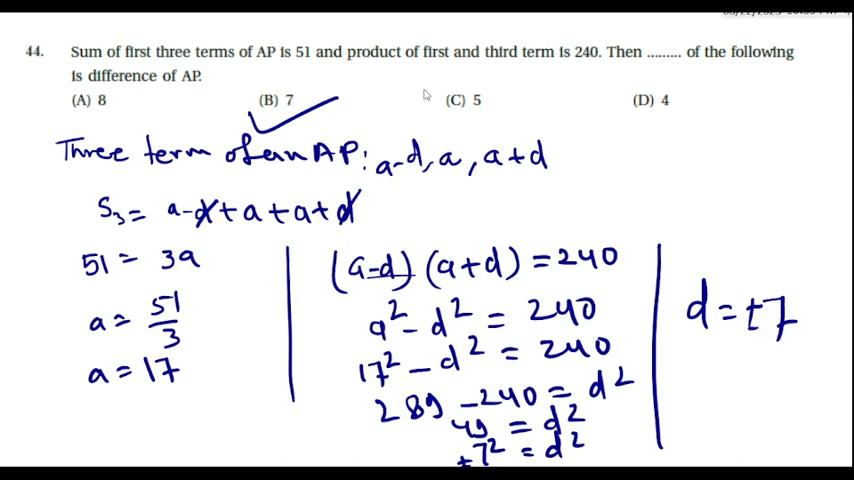 44. Sum of first three terms of AP is 51 and product of first and third term is 240. Then ......... of the following
is difference of AP.
(A) 8 (B) 7 (C) 5 (D) 4
Three term of an AP: a-d, a, a+d
S₃ = a-d+a+a+d
51 = 3a
a = 51/3
a = 17
(a-d) (a+d) = 240
a² - d² = 240
17² - d² = 240
289 - 240 = d²
49 = d²
±7² = d²
d = ±7